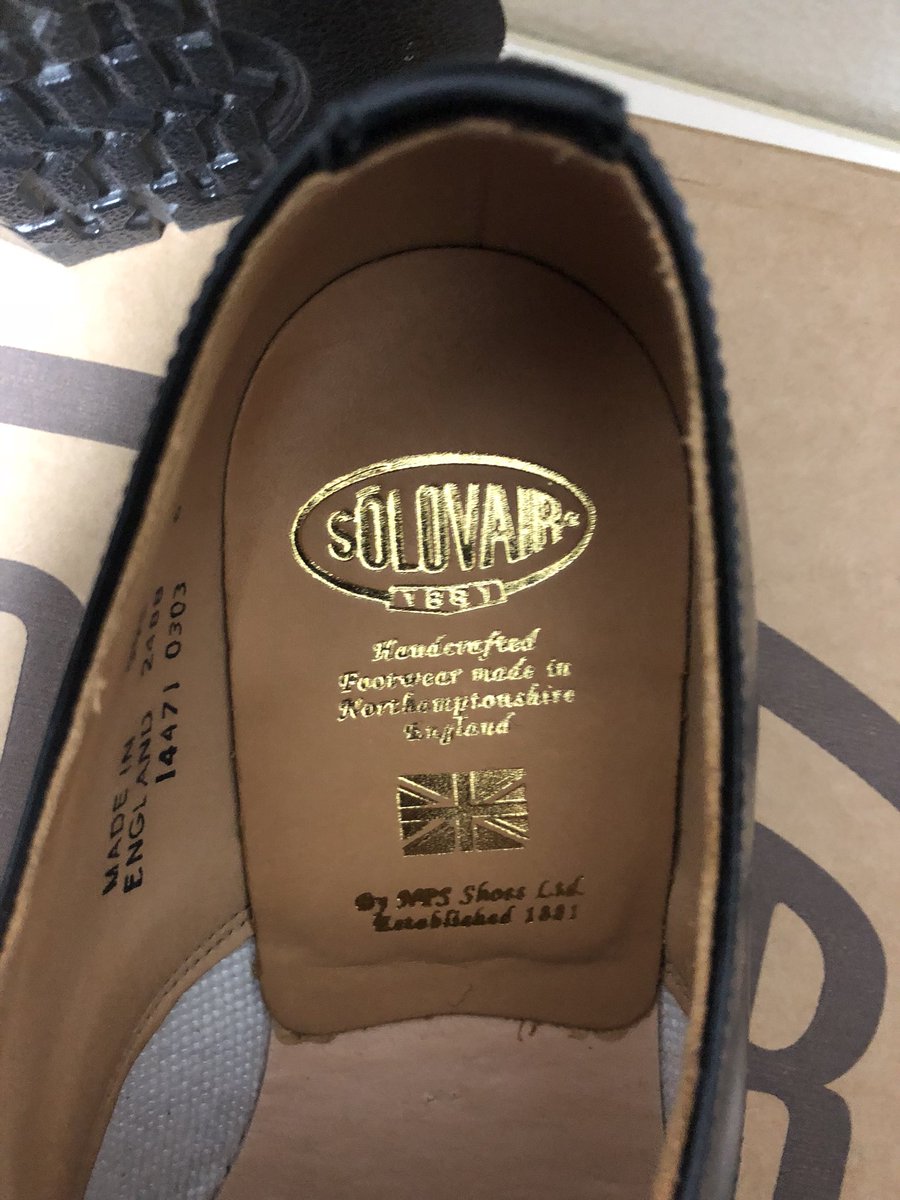 SOLOVAIR
1881
Handcrafted
Footwear made in
Northamptonshire
England
By NPS Shoes Ltd.
Established 1881
MADE IN
ENGLAND
2488
14471 0303